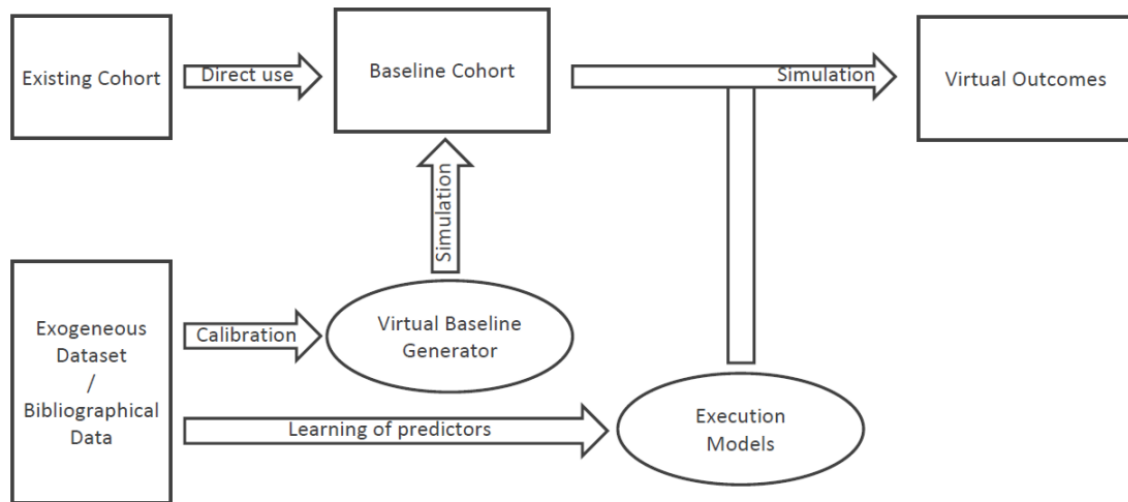 Existing Cohort
Direct use
Baseline Cohort
Simulation
Virtual Outcomes
Simulation
Exogeneous
Dataset
/
Bibliographical
Data
Calibration
Virtual Baseline
Generator
Learning of predictors
Execution
Models